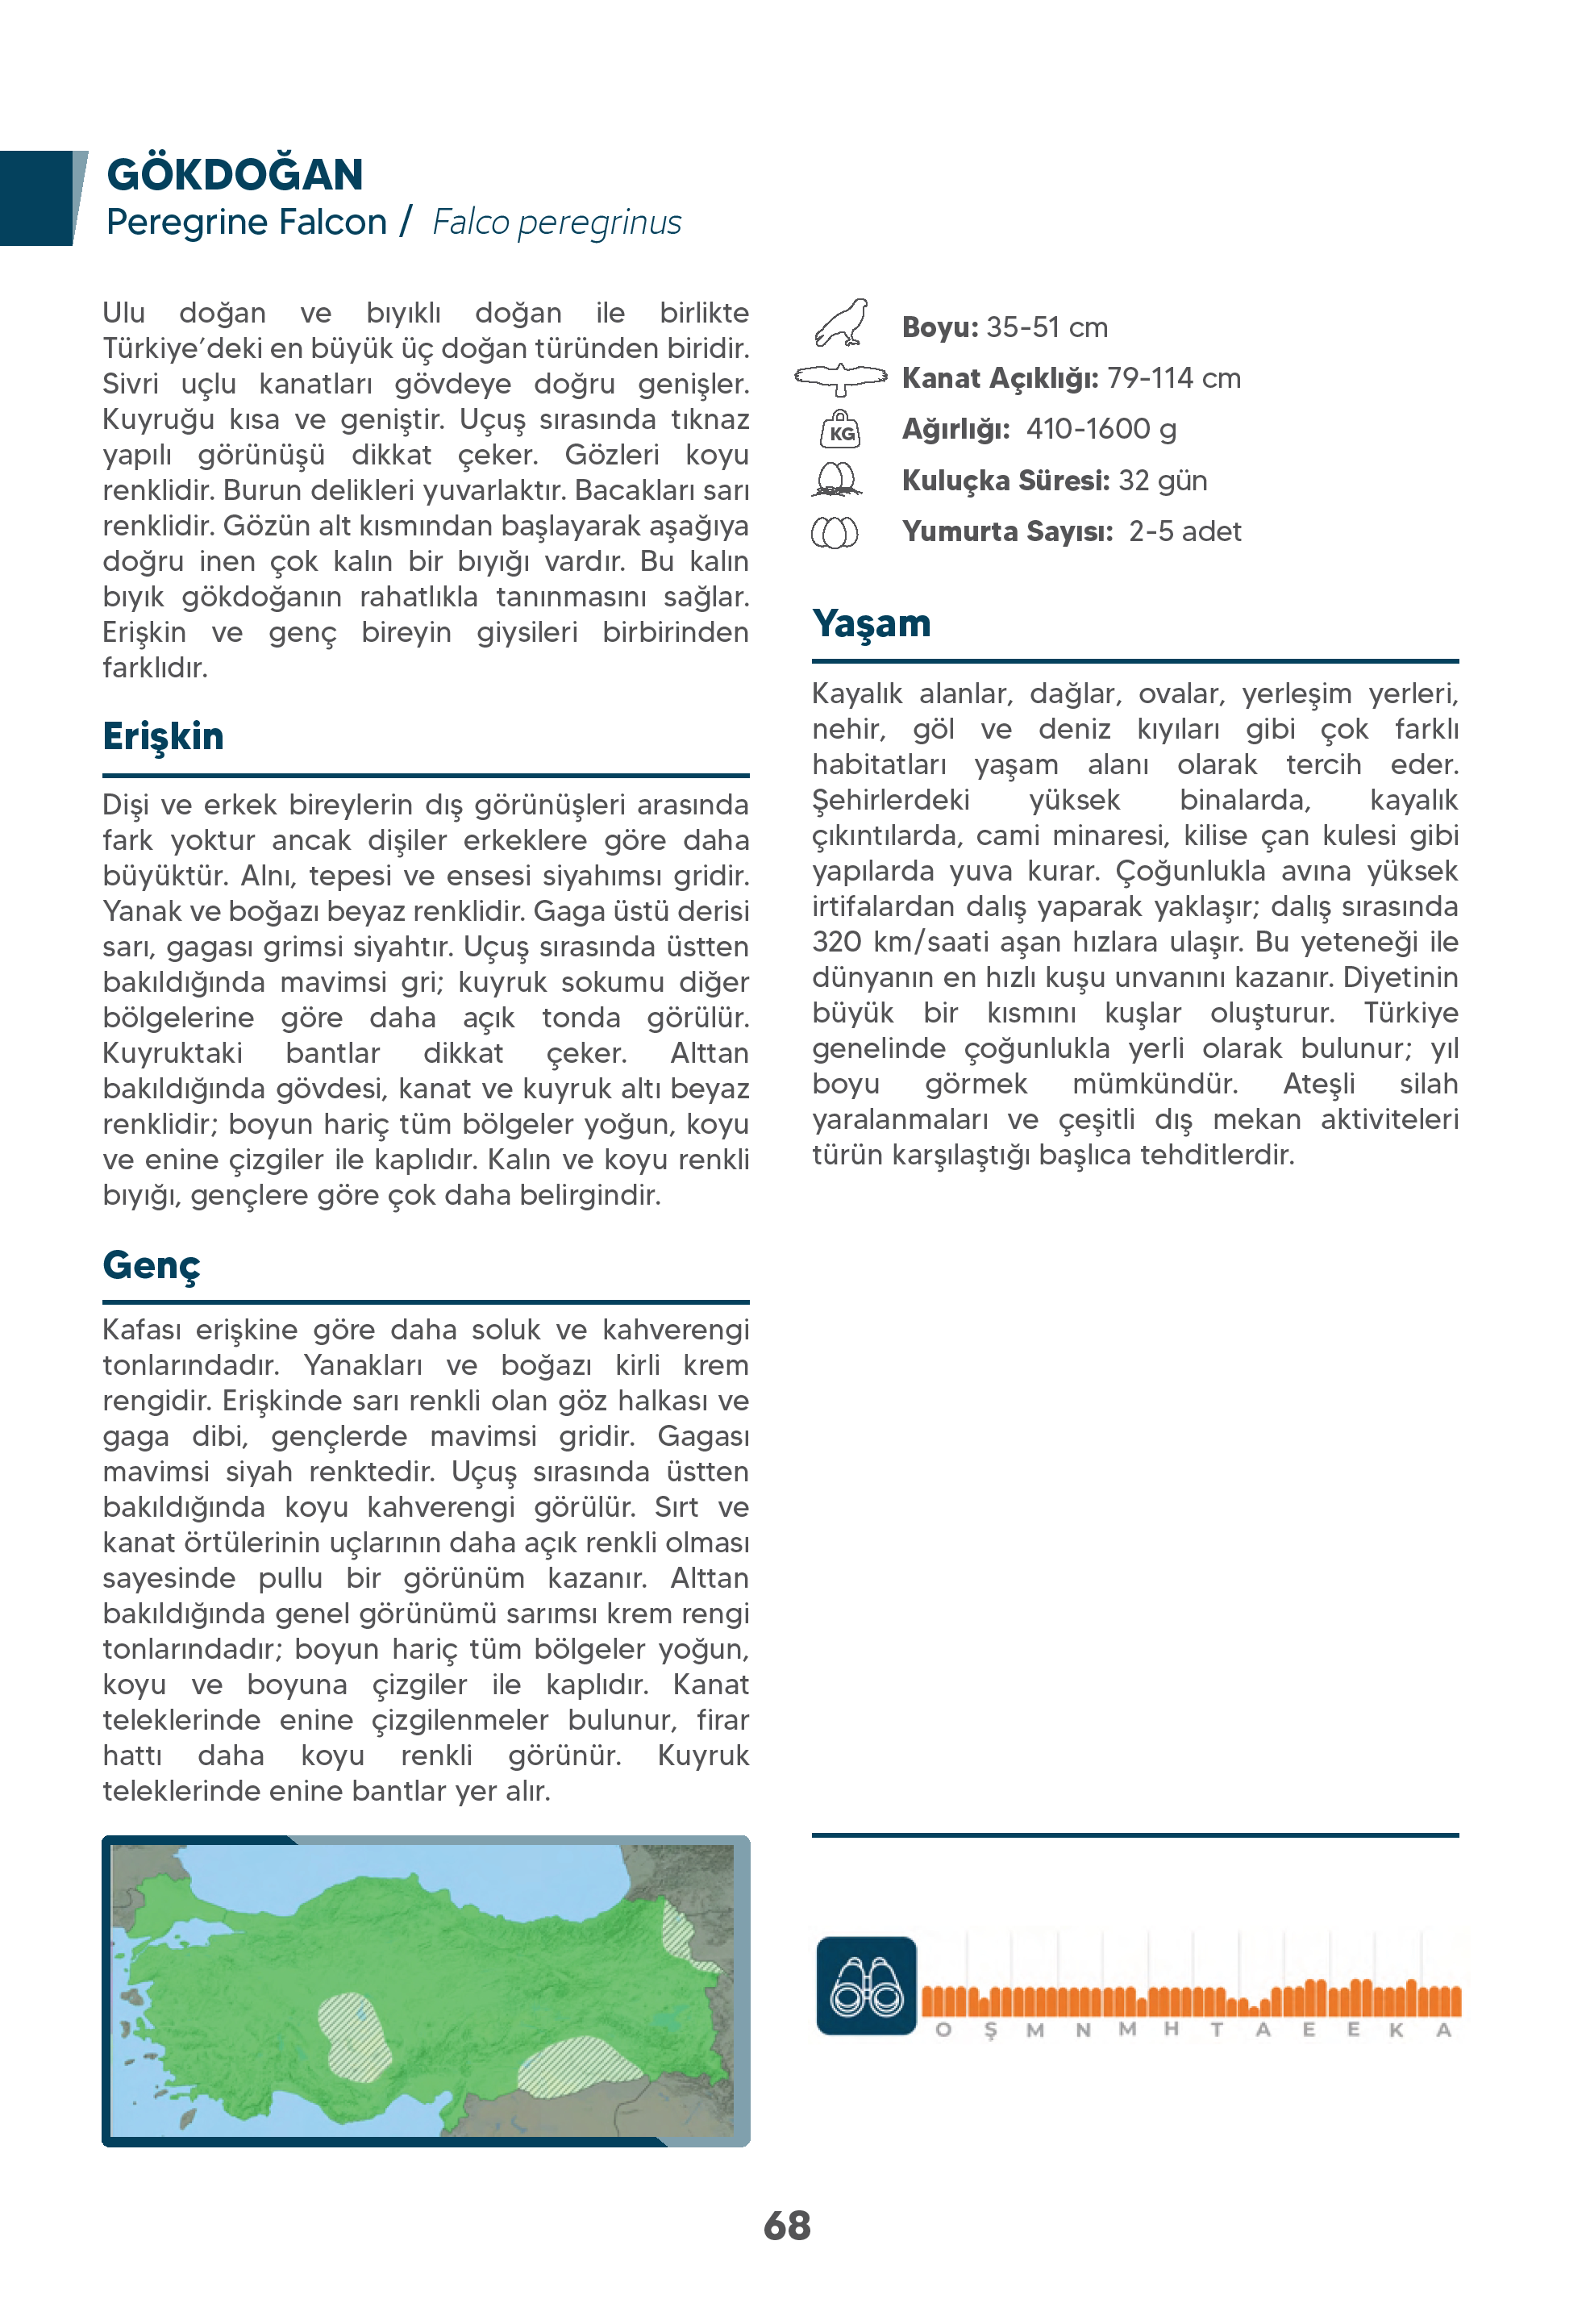 GÖKDOĞAN
Peregrine Falcon / Falco peregrinus
Ulu doğan ve bıyıklı doğan ile birlikte
Türkiye’deki en büyük üç doğan türünden biridir.
Sivri uçlu kanatları gövdeye doğru genişler.
Kuyruğu kısa ve geniştir. Uçuş sırasında tıknaz
yapılı görünüşü dikkat çeker. Gözleri koyu
renklidir. Burun delikleri yuvarlaktır. Bacakları sarı
renklidir. Gözün alt kısmından başlayarak aşağıya
doğru inen çok kalın bir bıyığı vardır. Bu kalın
bıyık gökdoğanın rahatlıkla tanınmasını sağlar.
Erişkin ve genç bireyin giysileri birbirinden
farklıdır.
Erişkin
Dişi ve erkek bireylerin dış görünüşleri arasında
fark yoktur ancak dişiler erkeklere göre daha
büyüktür. Alnı, tepesi ve ensesi siyahımsı gridir.
Yanak ve boğazı beyaz renklidir. Gaga üstü derisi
sarı, gagası grimsi siyahtır. Uçuş sırasında üstten
bakıldığında mavimsi gri; kuyruk sokumu diğer
bölgelerine göre daha açık tonda görülür.
Kuyruktaki bantlar dikkat çeker. Alttan
bakıldığında gövdesi, kanat ve kuyruk altı beyaz
renklidir; boyun hariç tüm bölgeler yoğun, koyu
ve enine çizgiler ile kaplıdır. Kalın ve koyu renkli
bıyığı, gençlere göre çok daha belirgindir.
Genç
Kafası erişkine göre daha soluk ve kahverengi
tonlarındadır. Yanakları ve boğazı kirli krem
rengidir. Erişkinde sarı renkli olan göz halkası ve
gaga dibi, gençlerde mavimsi gridir. Gagası
mavimsi siyah renktedir. Uçuş sırasında üstten
bakıldığında koyu kahverengi görülür. Sırt ve
kanat örtülerinin uçlarının daha açık renkli olması
sayesinde pullu bir görünüm kazanır. Alttan
bakıldığında genel görünümü sarımsı krem rengi
tonlarındadır; boyun hariç tüm bölgeler yoğun,
koyu ve boyuna çizgiler ile kaplıdır. Kanat
teleklerinde enine çizgilenmeler bulunur, firar
hattı daha koyu renkli görünür. Kuyruk
teleklerinde enine bantlar yer alır.
Boyu: 35-51 cm
Kanat Açıklığı: 79-114 cm
KG
Ağırlığı: 410-1600 g
Kuluçka Süresi: 32 gün
Yumurta Sayısı: 2-5 adet
Yaşam
Kayalık alanlar, dağlar, ovalar, yerleşim yerleri,
nehir, göl ve deniz kıyıları gibi çok farklı
habitatları yaşam alanı olarak tercih eder.
Şehirlerdeki yüksek binalarda, kayalık
çıkıntılarda, cami minaresi, kilise çan kulesi gibi
yapılarda yuva kurar. Çoğunlukla avına yüksek
irtifalardan dalış yaparak yaklaşır; dalış sırasında
320 km/saati aşan hızlara ulaşır. Bu yeteneği ile
dünyanın en hızlı kuşu unvanını kazanır. Diyetinin
büyük bir kısmını kuşlar oluşturur. Türkiye
genelinde çoğunlukla yerli olarak bulunur; yıl
boyu görmek mümkündür. Ateşli silah
yaralanmaları ve çeşitli dış mekan aktiviteleri
türün karşılaştığı başlıca tehditlerdir.
O Ş M N M H T A E E K A
68